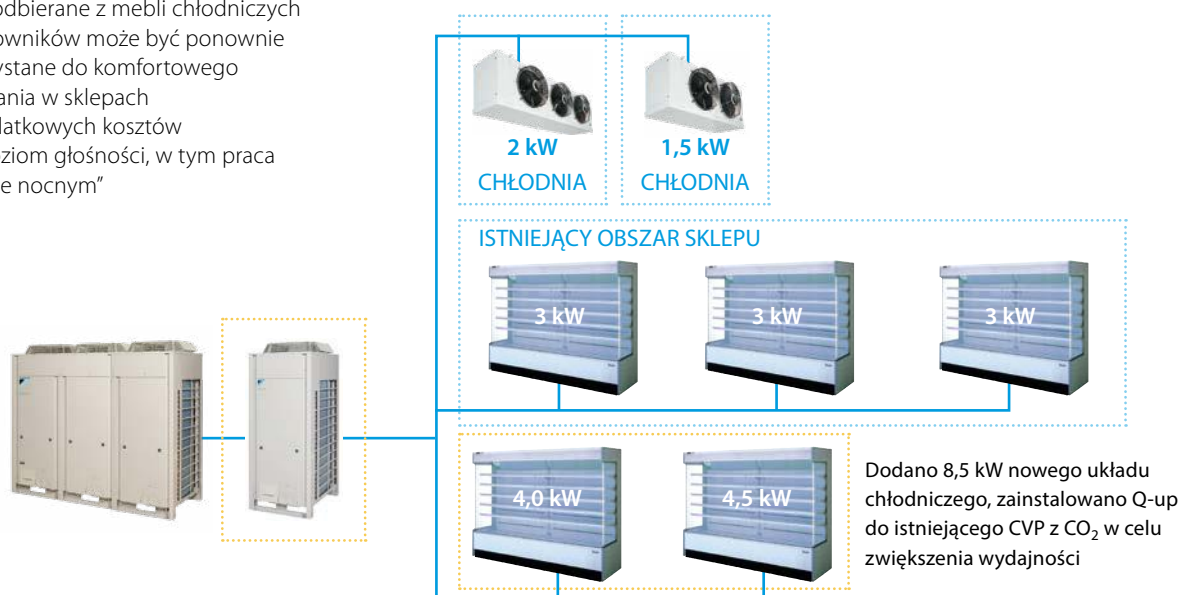 odbierane z mebli chłodniczych
owników może być ponownie
ystane do komfortowego
ania w sklepach
datkowych kosztów
ziom głośności, w tym praca
e nocnym”
2 kW
CHŁODNIA
1,5 kW
CHŁODNIA
ISTNIEJĄCY OBSZAR SKLEPU
3 kW
3 kW
3 kW
4,0 kW
4,5 kW
Dodano 8,5 kW nowego układu
chłodniczego, zainstalowano Q-up
do istniejącego CVP z CO₂ w celu
zwiększenia wydajności